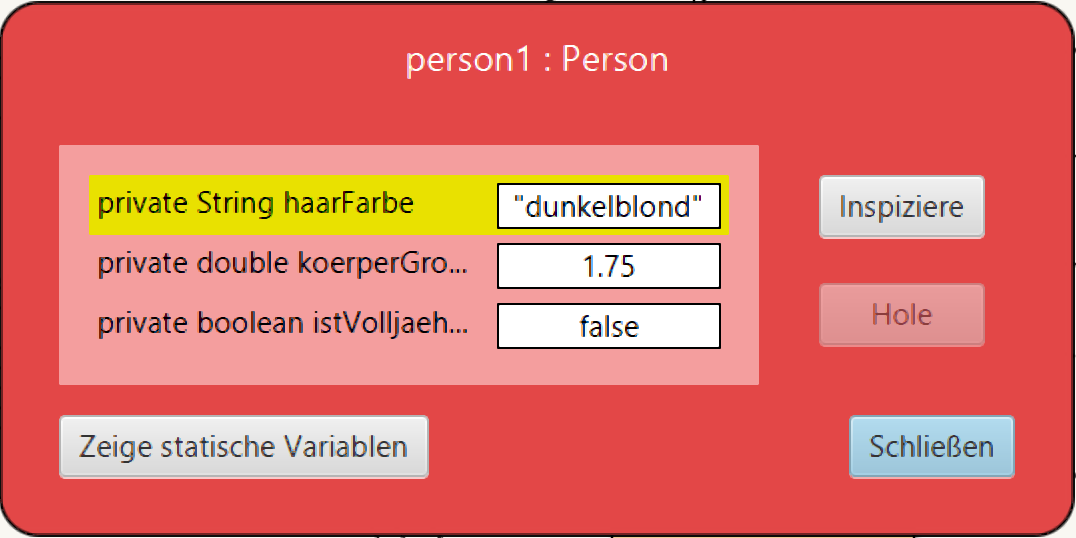 person1 : Person
private String haarFarbe "dunkelblond"
Inspiziere
private double koerperGro... 1.75
private boolean istVolljaeh... false
Hole
Zeige statische Variablen
Schließen